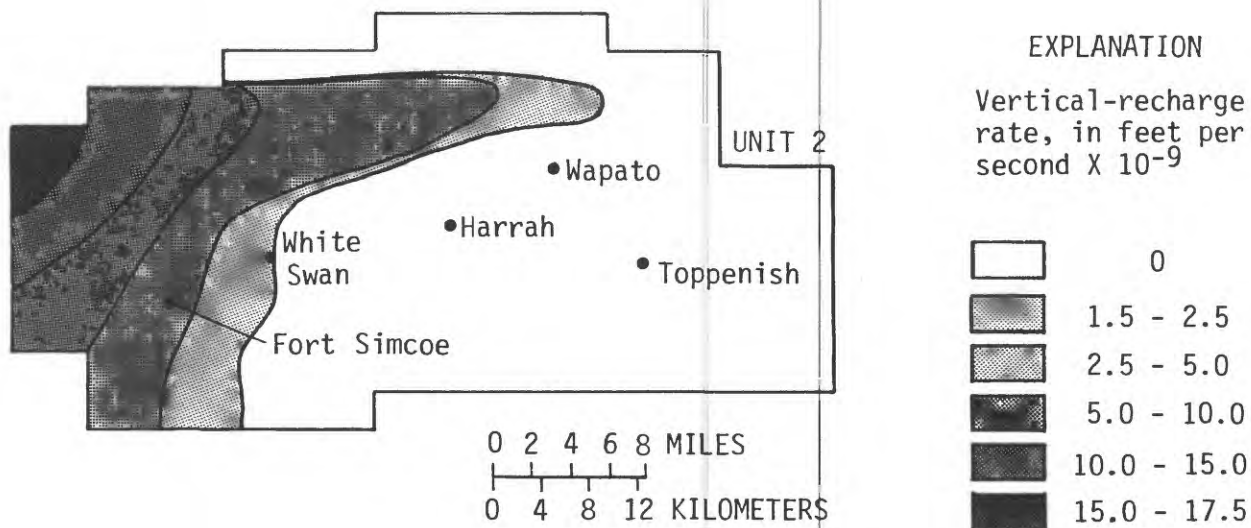 EXPLANATION
Vertical-recharge
rate, in feet per
second X 10-9
UNIT 2
Wapato
Harrah
White
Swan
Toppenish
Fort Simcoe
0
1.5 - 2.5
2.5 - 5.0
5.0 - 10.0
10.0 - 15.0
15.0 - 17.5
0 2 4 6 8 MILES
0 4 8 12 KILOMETERS